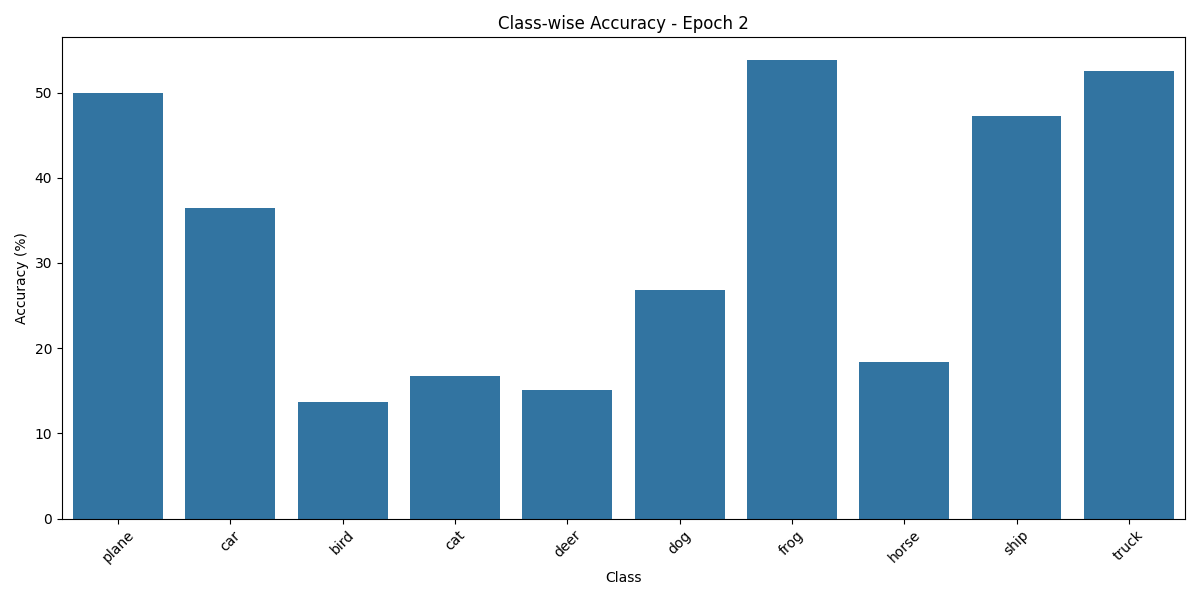 Class-wise Accuracy - Epoch 2
Accuracy (%)
50
40
30
20
10
0
plane car bird cat deer dog frog horse ship truck
Class